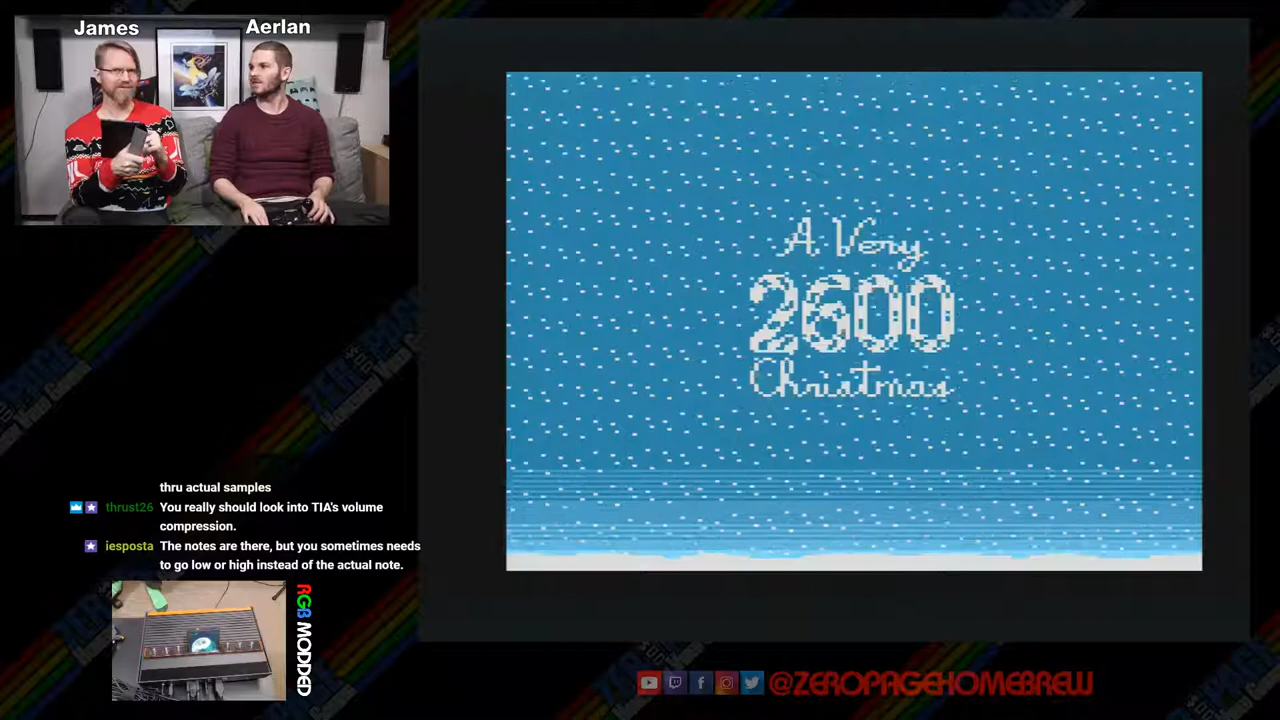 James
Aerlan
A Very
2600
Christmas
thru actual samples
thrust26 You really should look into TIA's volume
compression.
iesposta The notes are there, but you sometimes needs
to go low or high instead of the actual note.
RGB MODDED
@ZEROPAGEHOMEBREW